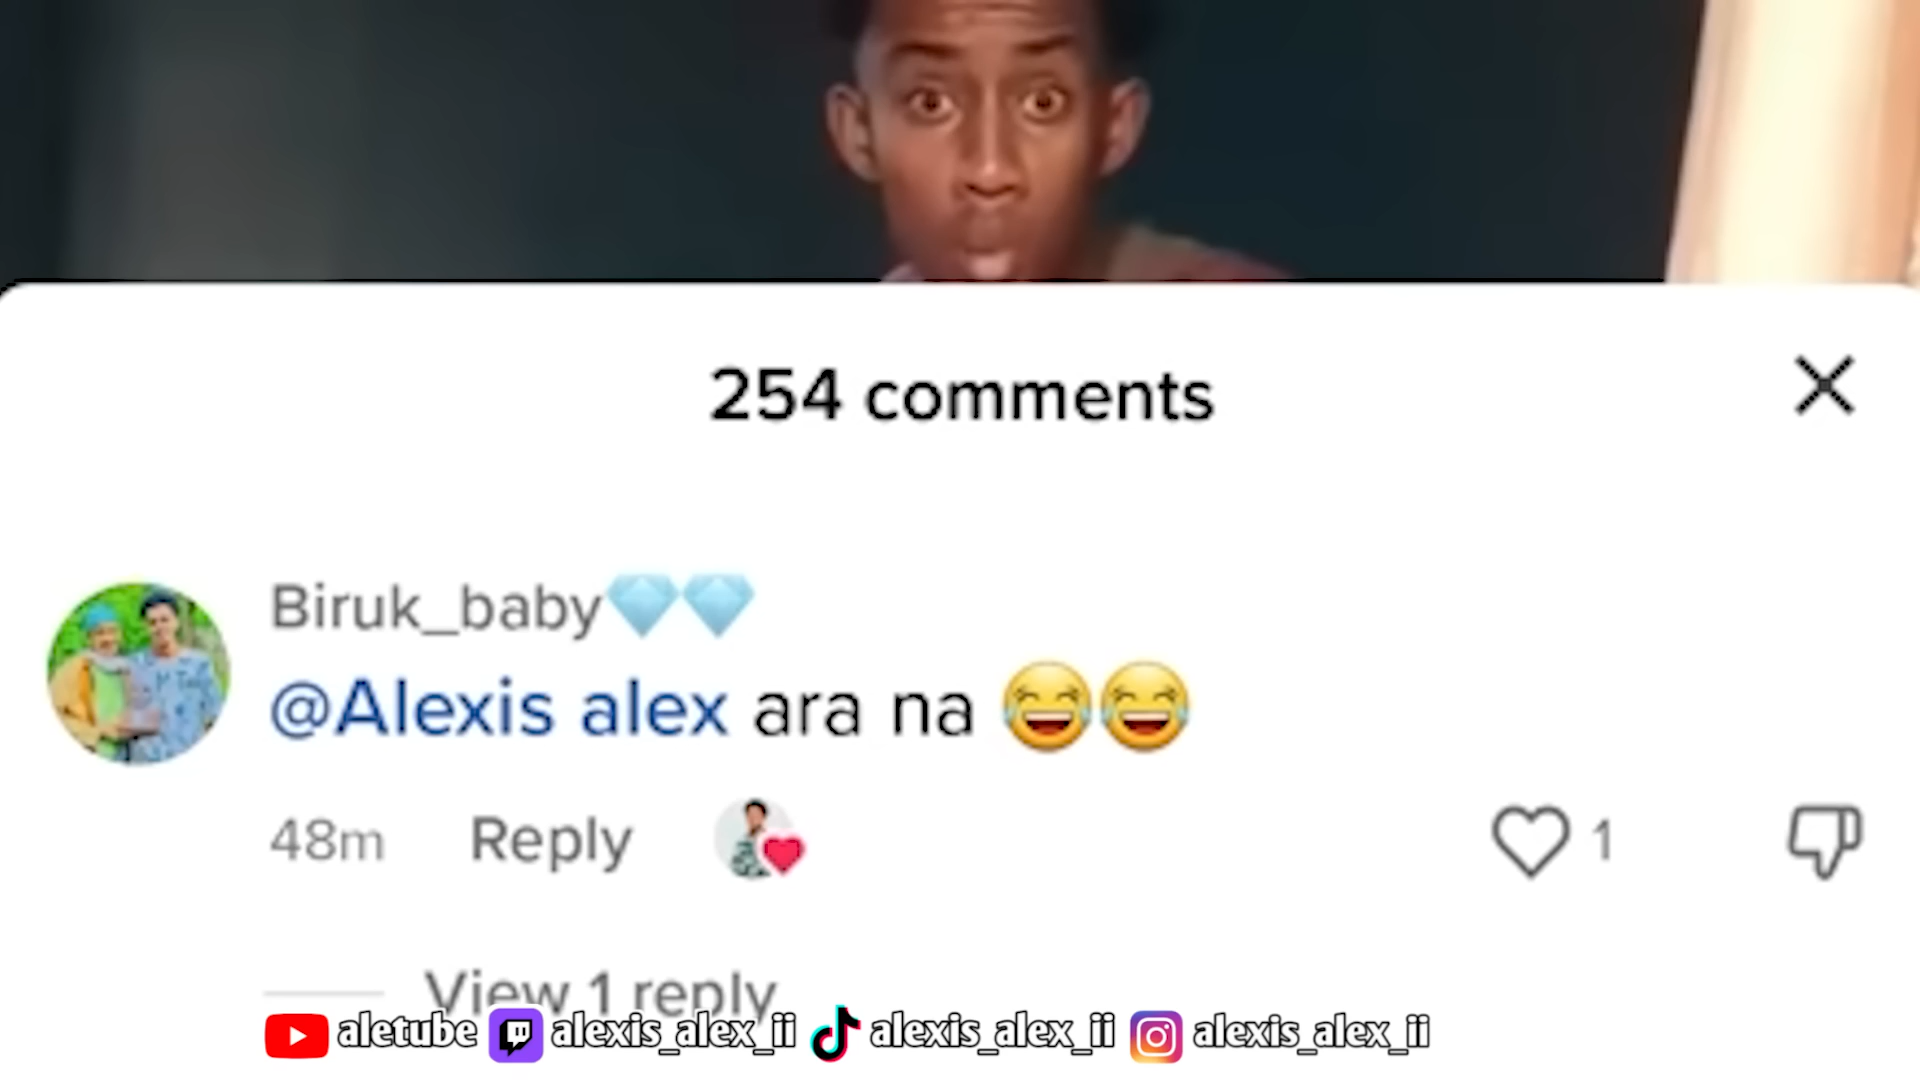 254 comments
Biruk_baby💎💎
@Alexis alex ara na 😂😂
48m Reply 1
View 1 reply
aletube alexis_alex_ii alexis_alex_ii alexis_alex_ii